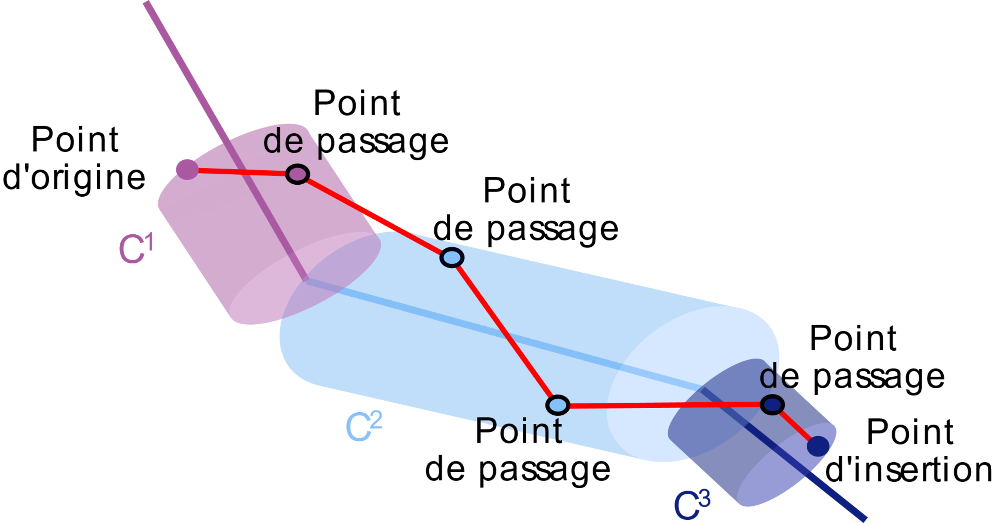 Point
de passage
Point
d'origine
Point
de passage
C1
Point
de passage
C2
Point
de passage
Point
d'insertion
C3